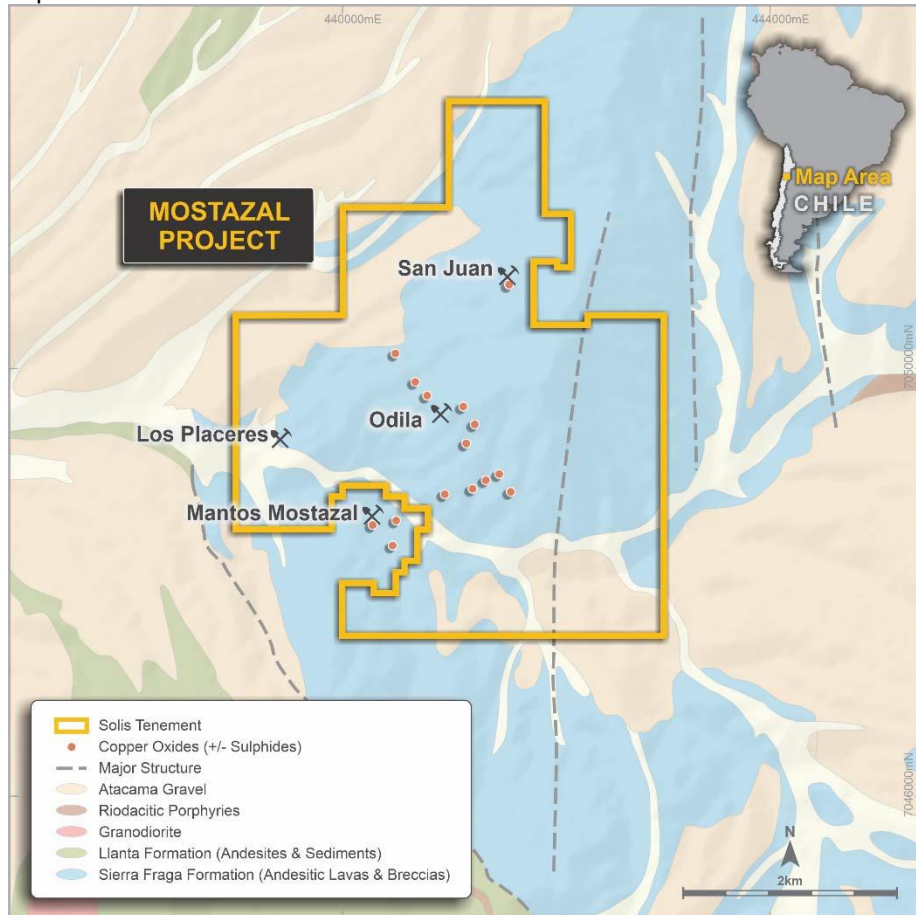 440000mE
444000mE
MOSTAZAL
PROJECT
Map Area
CHILE
San Juan
7050000mN
Odila
Los Placeres
Mantos Mostazal
Solis Tenement
Copper Oxides (+/- Sulphides)
Major Structure
Atacama Gravel
Riodacitic Porphyries
Granodiorite
Llanta Formation (Andesites & Sediments)
Sierra Fraga Formation (Andesitic Lavas & Breccias)
7046000mN
N
2km